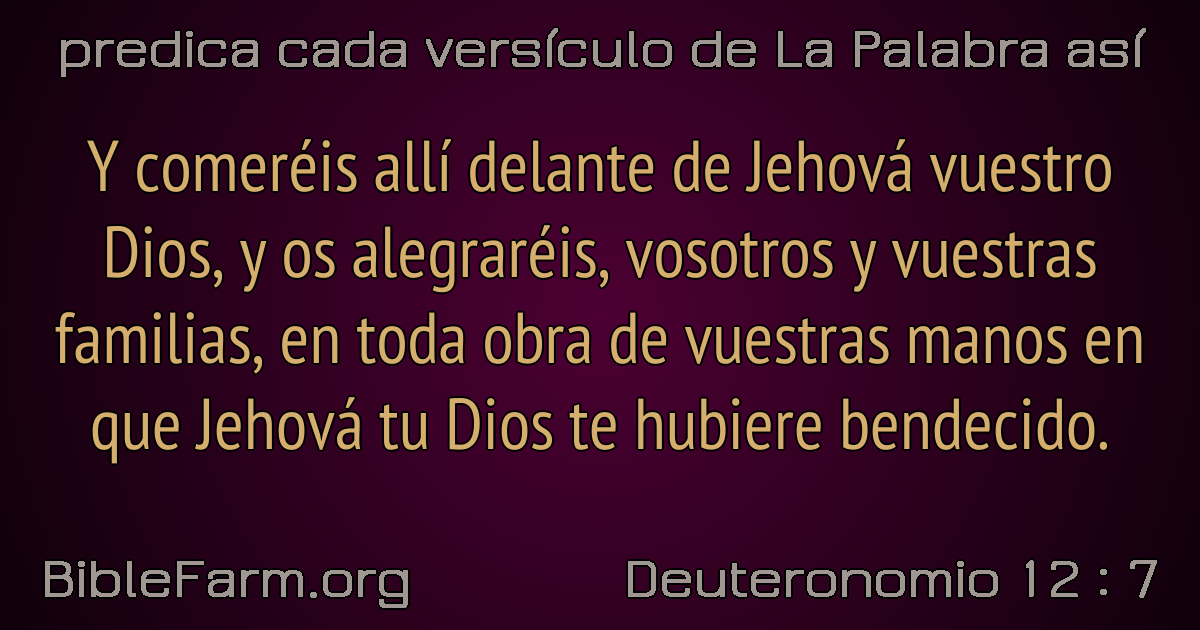 predica cada versículo de La Palabra así
Y comeréis allí delante de Jehová vuestro
Dios, y os alegraréis, vosotros y vuestras
familias, en toda obra de vuestras manos en
que Jehová tu Dios te hubiere bendecido.
BibleFarm.org
Deuteronomio 12 : 7